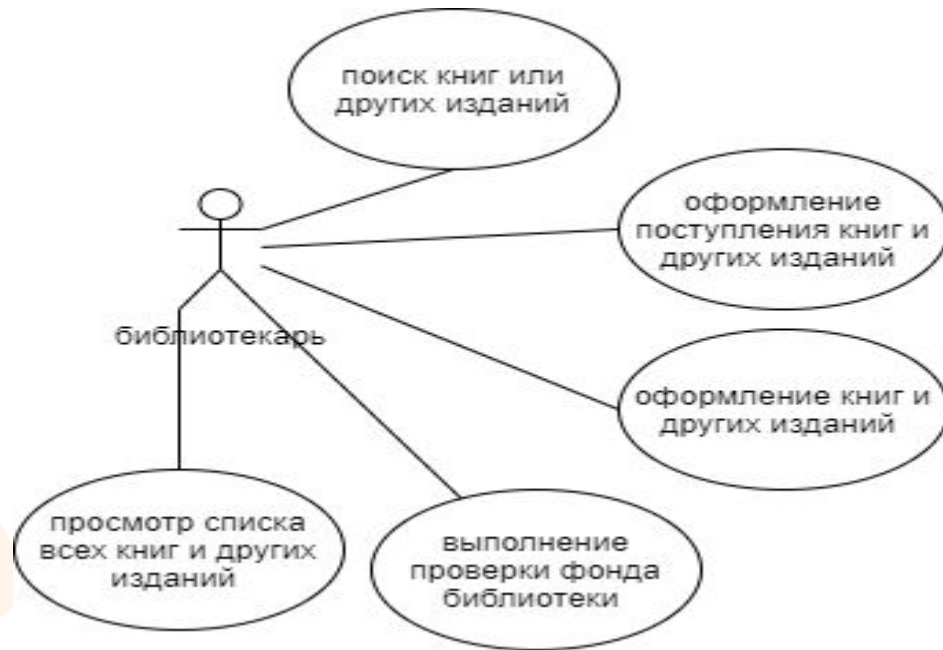 поиск книг или
других изданий
оформление
поступления книг и
других изданий
библиотекарь
оформление книг и
других изданий
просмотр списка
всех книг и других
изданий
выполнение
проверки фонда
библиотеки